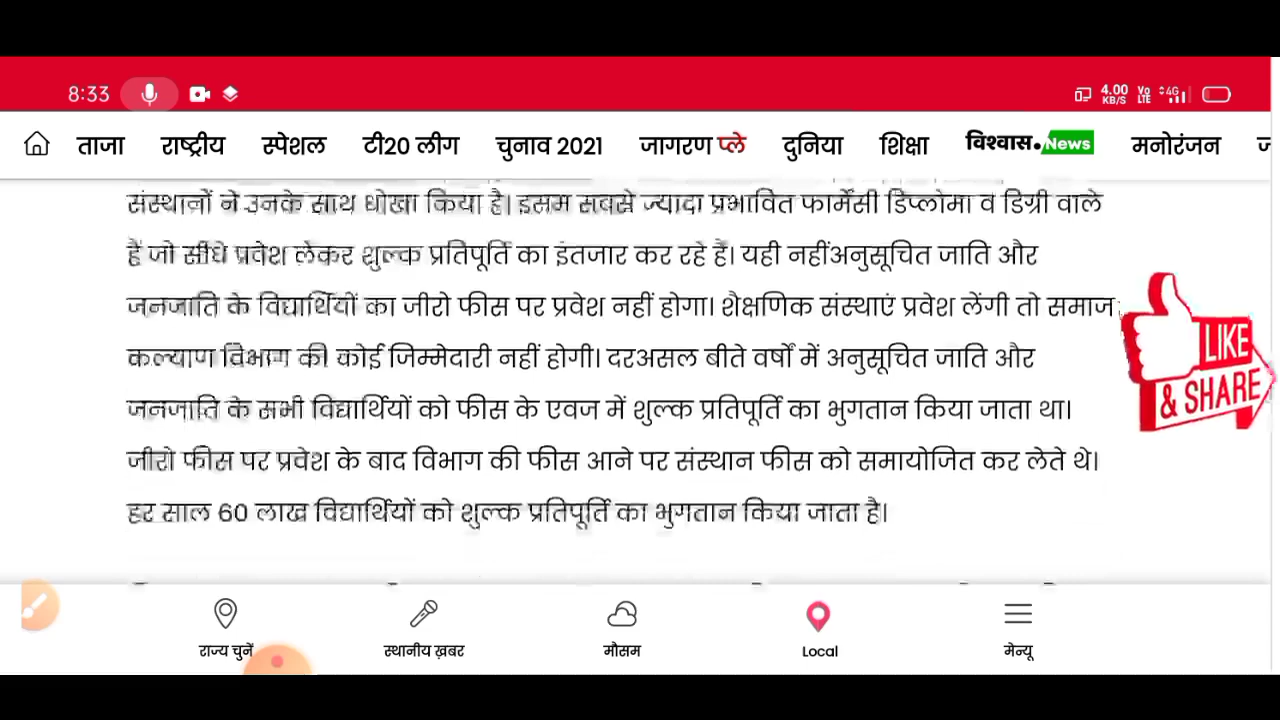 8:33 4.00 KB/S Vo LTE 4G
ताजा राष्ट्रीय स्पेशल टी20 लीग चुनाव 2021 जागरण प्ले दुनिया शिक्षा विश्वास.News मनोरंजन ज
संस्थानों ने उनके साथ धोखा किया है। इसम सबसे ज्यादा प्रभावित फार्मेसी डिप्लोमा व डिग्री वाले
हैं जो सीधे प्रवेश लेकर शुल्क प्रतिपूर्ति का इंतजार कर रहे हैं। यही नहींअनुसूचित जाति और
जनजाति के विद्यार्थियों का जीरो फीस पर प्रवेश नहीं होगा। शैक्षणिक संस्थाएं प्रवेश लेंगी तो समाज
कल्याण विभाग की कोई जिम्मेदारी नहीं होगी। दरअसल बीते वर्षों में अनुसूचित जाति और
जनजाति के सभी विद्यार्थियों को फीस के एवज में शुल्क प्रतिपूर्ति का भुगतान किया जाता था।
जीरो फीस पर प्रवेश के बाद विभाग की फीस आने पर संस्थान फीस को समायोजित कर लेते थे।
हर साल 60 लाख विद्यार्थियों को शुल्क प्रतिपूर्ति का भुगतान किया जाता है।
LIKE
& SHARE
राज्य चुनें स्थानीय ख़बर मौसम Local मेन्यू